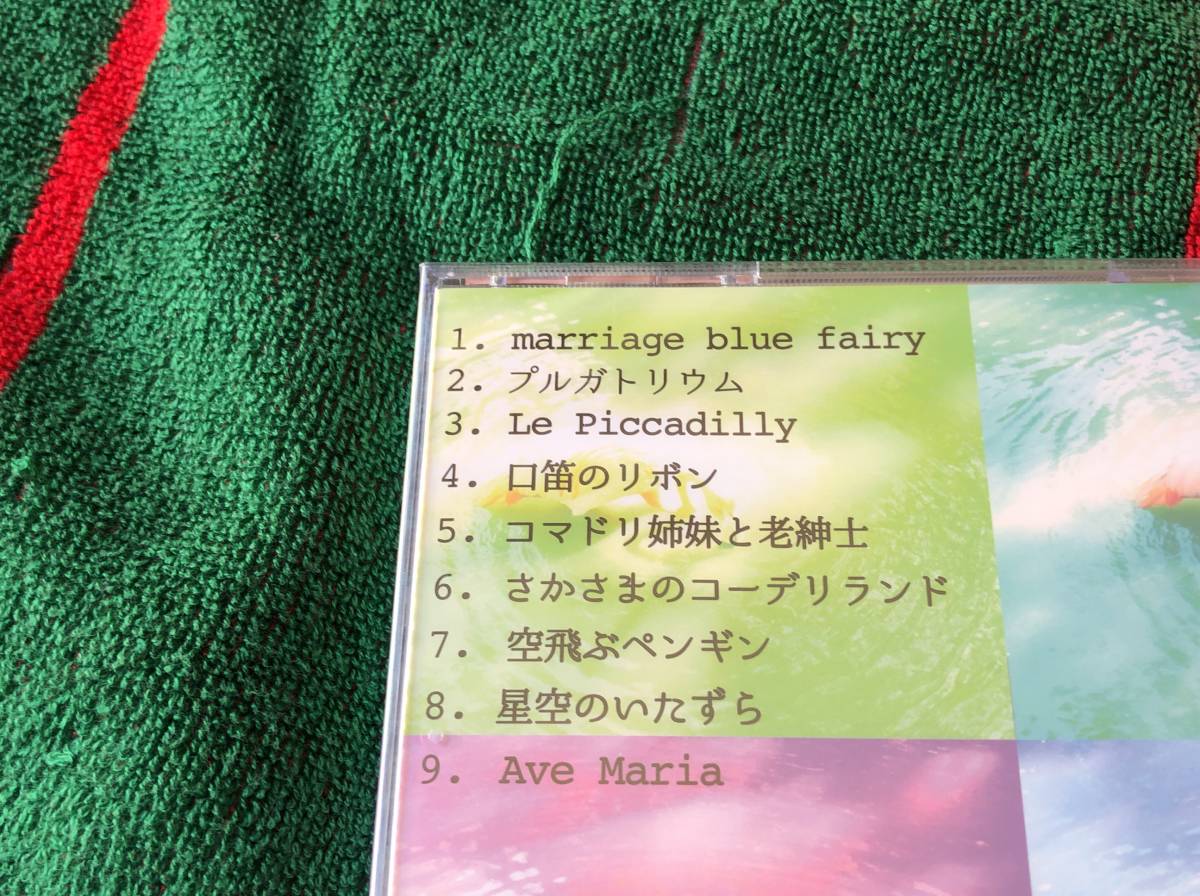 1. marriage blue fairy
2. プルガトリウム
3. Le Piccadilly
4. 口笛のリボン
5. コマドリ姉妹と老紳士
6. さかさまのコーデリランド
7. 空飛ぶペンギン
8. 星空のいたずら
9. Ave Maria